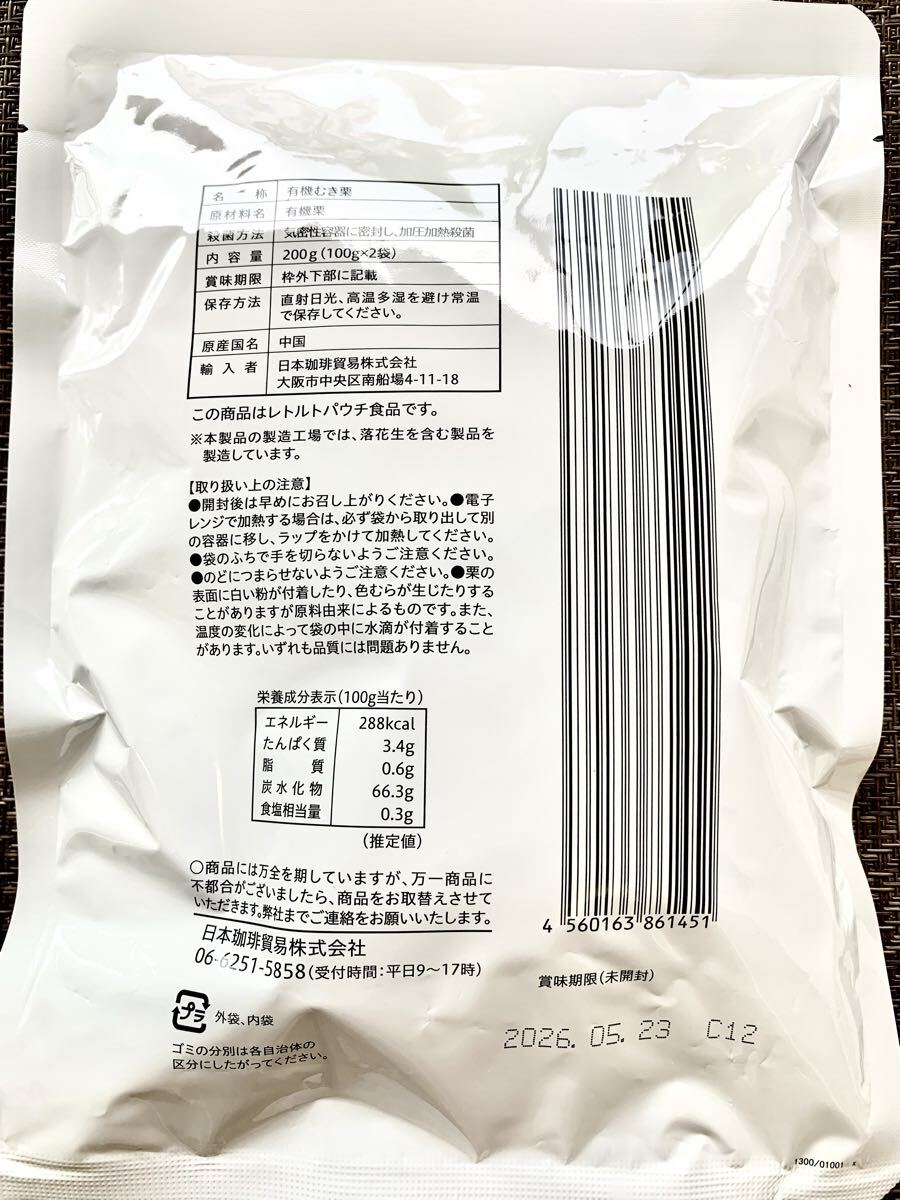 名称 有機むき栗
原材料名 有機栗
殺菌方法 気密性容器に密封し、加圧加熱殺菌
内容量 200g(100g×2袋)
賞味期限 枠外下部に記載
保存方法 直射日光、高温多湿を避け常温
で保存してください。
原産国名 中国
輸入者 日本珈琲貿易株式会社
大阪市中央区南船場4-11-18
この商品はレトルトパウチ食品です。
※本製品の製造工場では、落花生を含む製品を
製造しています。
【取り扱い上の注意】
●開封後は早めにお召し上がりください。●電子
レンジで加熱する場合は、必ず袋から取り出して別
の容器に移し、ラップをかけて加熱してください。
●袋のふちで手を切らないようご注意ください。
●のどにつまらせないようご注意ください。●栗の
表面に白い粉が付着したり、色むらが生じたりする
ことがありますが原料由来によるものです。また、
温度の変化によって袋の中に水滴が付着すること
があります。いずれも品質には問題ありません。
栄養成分表示(100g当たり)
エネルギー 288kcal
たんぱく質 3.4g
脂質 0.6g
炭水化物 66.3g
食塩相当量 0.3g
(推定値)
○商品には万全を期していますが、万一商品に
不都合がございましたら、商品をお取替えさせて
いただきます。弊社までご連絡をお願いいたします。
日本珈琲貿易株式会社
06-6251-5858(受付時間:平日9〜17時)
プラ 外袋、内袋
ゴミの分別は各自治体の
区分にしたがってください。
4 560163 861451
賞味期限(未開封)
2026.05.23 C12
1300/01001 x